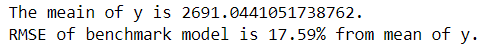 The meain of y is 2691.0441051738762.
RMSE of benchmark model is 17.59% from mean of y.